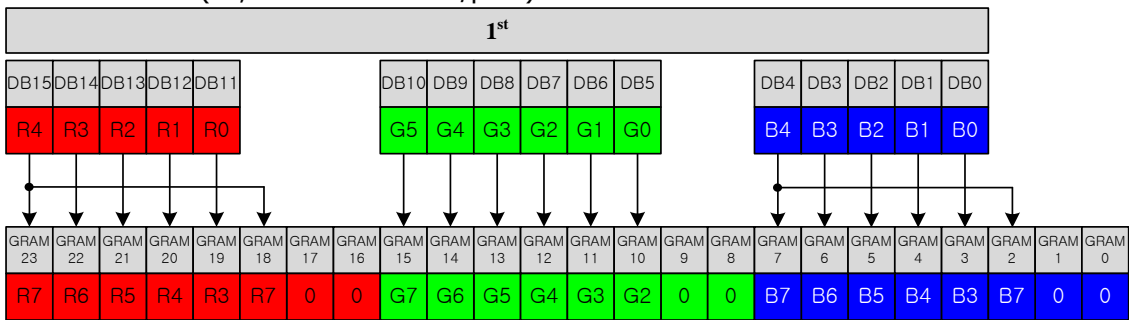 1st
DB15 DB14 DB13 DB12 DB11 DB10 DB9 DB8 DB7 DB6 DB5 DB4 DB3 DB2 DB1 DB0
R4 R3 R2 R1 R0 G5 G4 G3 G2 G1 G0 B4 B3 B2 B1 B0
GRAM GRAM GRAM GRAM GRAM GRAM GRAM GRAM GRAM GRAM GRAM GRAM GRAM GRAM GRAM GRAM GRAM GRAM GRAM GRAM GRAM GRAM GRAM GRAM
23 22 21 20 19 18 17 16 15 14 13 12 11 10 9 8 7 6 5 4 3 2 1 0
R7 R6 R5 R4 R3 R7 0 0 G7 G6 G5 G4 G3 G2 0 0 B7 B6 B5 B4 B3 B7 0 0